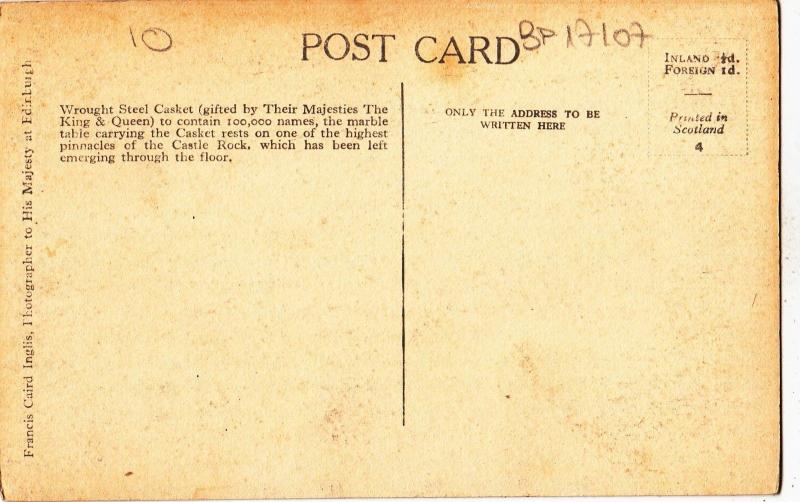 10
POST CARD
BP 17107
INLAND ½d.
FOREIGN 1d.
Printed in
Scotland
4
Wrought Steel Casket (gifted by Their Majesties The
King & Queen) to contain 100,000 names, the marble
table carrying the Casket rests on one of the highest
pinnacles of the Castle Rock, which has been left
emerging through the floor.
ONLY THE ADDRESS TO BE
WRITTEN HERE
Francis Caird Inglis, Photographer to His Majesty at Edinburgh